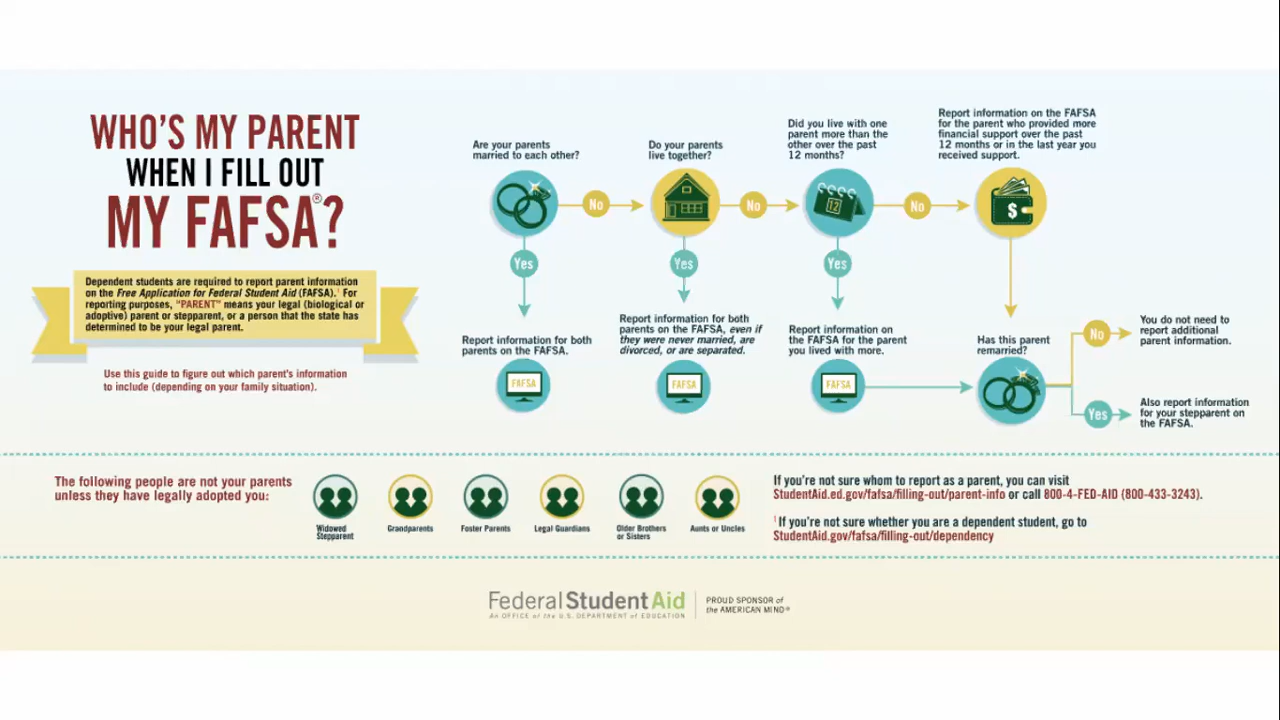 WHO'S MY PARENT
WHEN I FILL OUT
MY FAFSA®?
Dependent students are required to report parent information
on the Free Application for Federal Student Aid (FAFSA).¹ For
reporting purposes, "PARENT" means your legal (biological or
adoptive) parent or stepparent, or a person that the state has
determined to be your legal parent.
Use this guide to figure out which parent's information
to include (depending on your family situation).
Are your parents
married to each other?
No
Do your parents
live together?
No
Did you live with one
parent more than the
other over the past
12 months?
12
No
Report information on the FAFSA
for the parent who provided more
financial support over the past
12 months or in the last year you
received support.
$
Yes
Yes
Yes
Report information for both
parents on the FAFSA.
FAFSA
Report information for both
parents on the FAFSA, even if
they were never married, are
divorced, or are separated.
FAFSA
Report information on
the FAFSA for the parent
you lived with more.
FAFSA
Has this parent
remarried?
No
You do not need to
report additional
parent information.
Yes
Also report information
for your stepparent on
the FAFSA.
The following people are not your parents
unless they have legally adopted you:
Widowed
Stepparent
Grandparents
Foster Parents
Legal Guardians
Older Brothers
or Sisters
Aunts or Uncles
If you're not sure whom to report as a parent, you can visit
StudentAid.ed.gov/fafsa/filling-out/parent-info or call 800-4-FED-AID (800-433-3243).
¹ If you're not sure whether you are a dependent student, go to
StudentAid.gov/fafsa/filling-out/dependency
Federal Student Aid
An OFFICE of the U.S. DEPARTMENT of EDUCATION
PROUD SPONSOR of
the AMERICAN MIND®